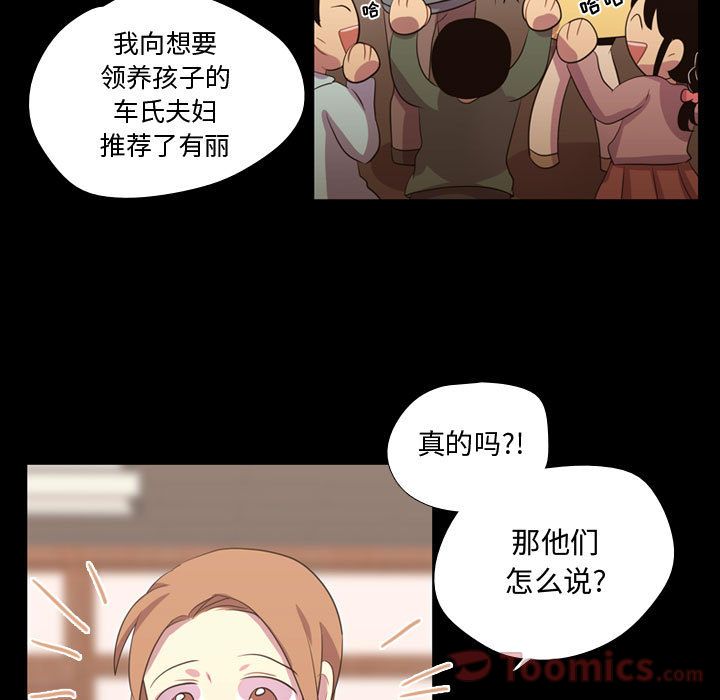 哈
哈哈
我向想要
领养孩子的
车氏夫妇
推荐了有丽
真的吗?!
那他们
怎么说?
Toomics.com